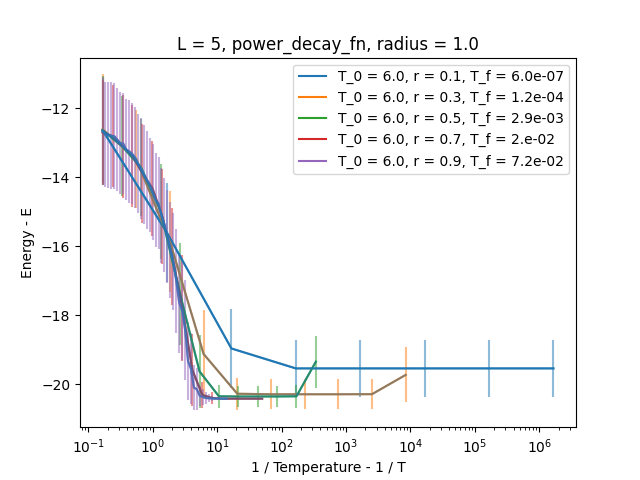 L = 5, power_decay_fn, radius = 1.0
T_0 = 6.0, r = 0.1, T_f = 6.0e-07
T_0 = 6.0, r = 0.3, T_f = 1.2e-04
T_0 = 6.0, r = 0.5, T_f = 2.9e-03
T_0 = 6.0, r = 0.7, T_f = 2.e-02
T_0 = 6.0, r = 0.9, T_f = 7.2e-02
Energy - E
−12
−14
−16
−18
−20
10⁻¹ 10⁰ 10¹ 10² 10³ 10⁴ 10⁵ 10⁶
1 / Temperature - 1 / T